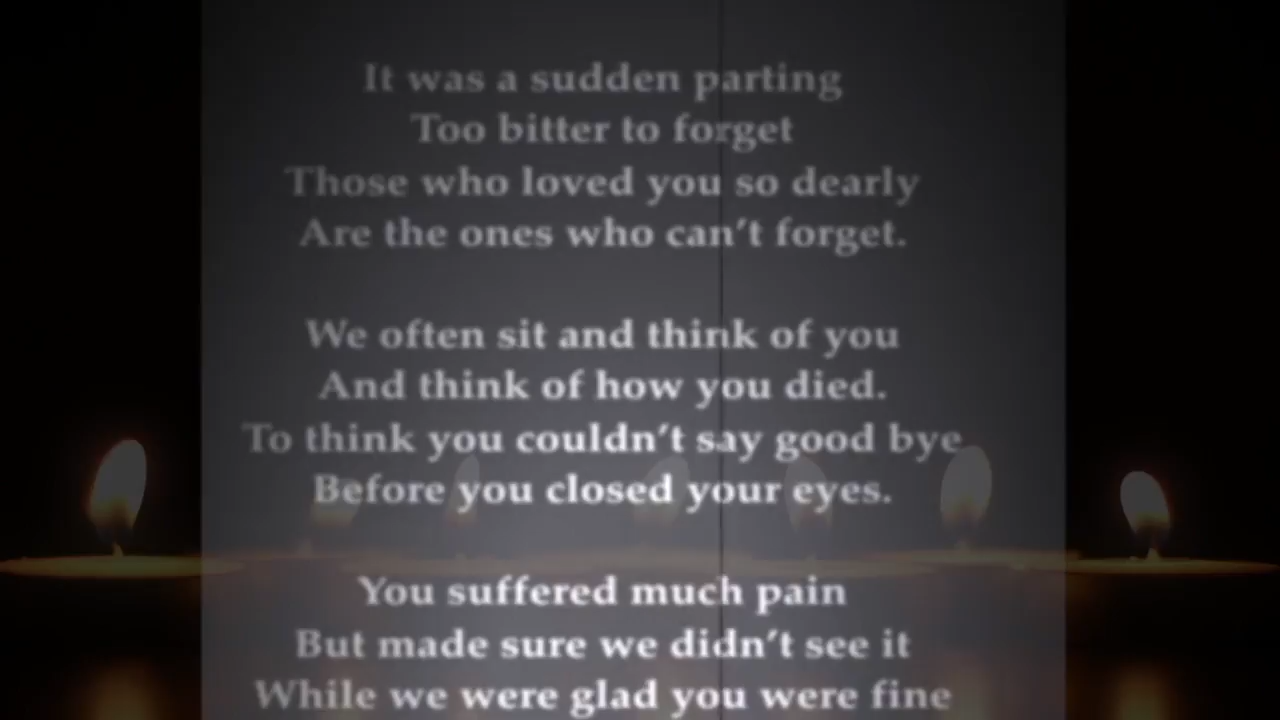 It was a sudden parting
Too bitter to forget
Those who loved you so dearly
Are the ones who can't forget.
We often sit and think of you
And think of how you died.
To think you couldn't say good bye
Before you closed your eyes.
You suffered much pain
But made sure we didn't see it
While we were glad you were fine